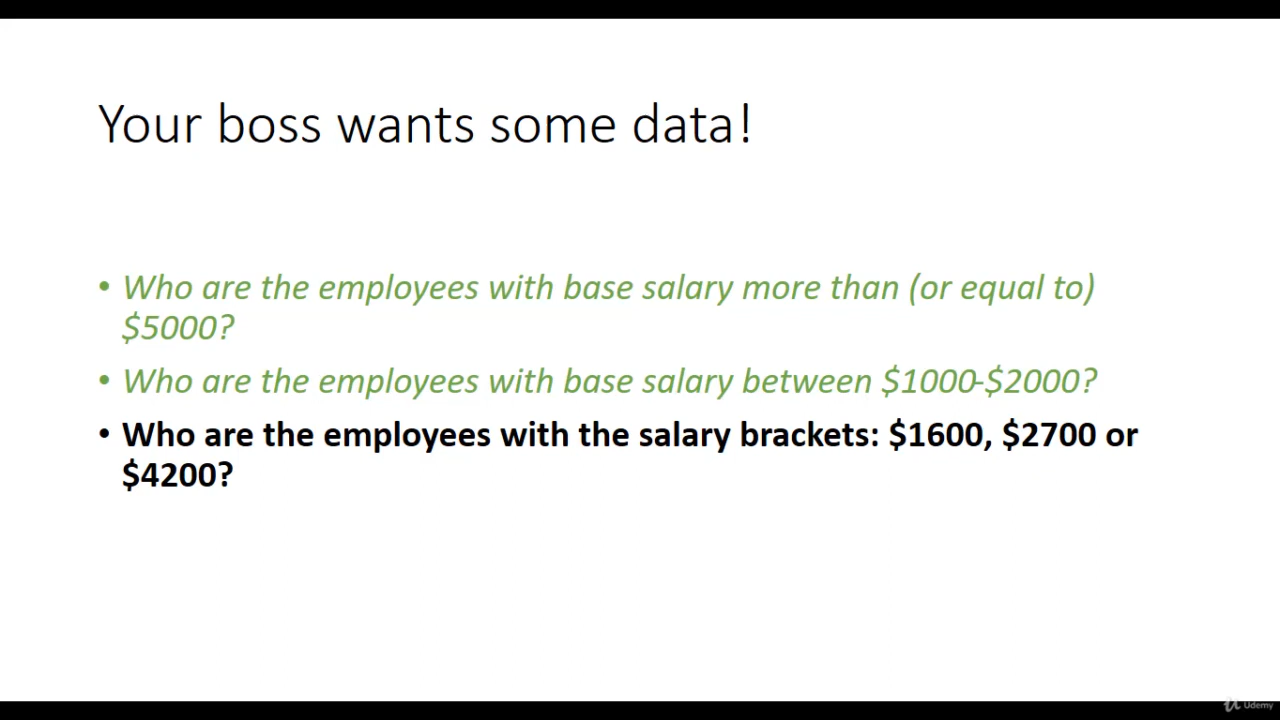 Your boss wants some data!
• Who are the employees with base salary more than (or equal to)
$5000?
• Who are the employees with base salary between $1000-$2000?
• Who are the employees with the salary brackets: $1600, $2700 or
$4200?
Udemy